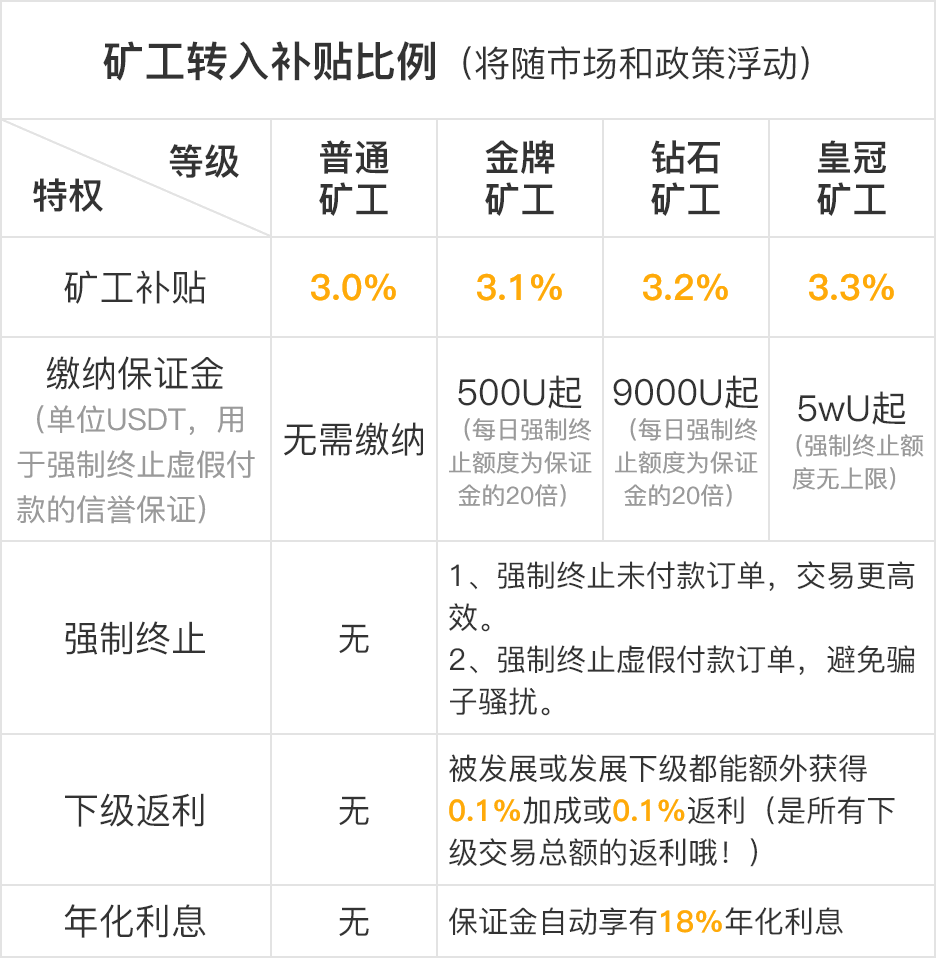 矿工转入补贴比例（将随市场和政策浮动）
等级
特权
普通
矿工
金牌
矿工
钻石
矿工
皇冠
矿工
矿工补贴
3.0%
3.1%
3.2%
3.3%
缴纳保证金
（单位USDT，用
于强制终止虚假付
款的信誉保证）
无需缴纳
500U起
（每日强制终
止额度为保证
金的20倍）
9000U起
（每日强制终
止额度为保证
金的20倍）
5wU起
（强制终止额
度无上限）
强制终止
无
1、强制终止未付款订单，交易更高
效。
2、强制终止虚假付款订单，避免骗
子骚扰。
下级返利
无
被发展或发展下级都能额外获得
0.1%加成或0.1%返利（是所有下
级交易总额的返利哦！）
年化利息
无
保证金自动享有18%年化利息